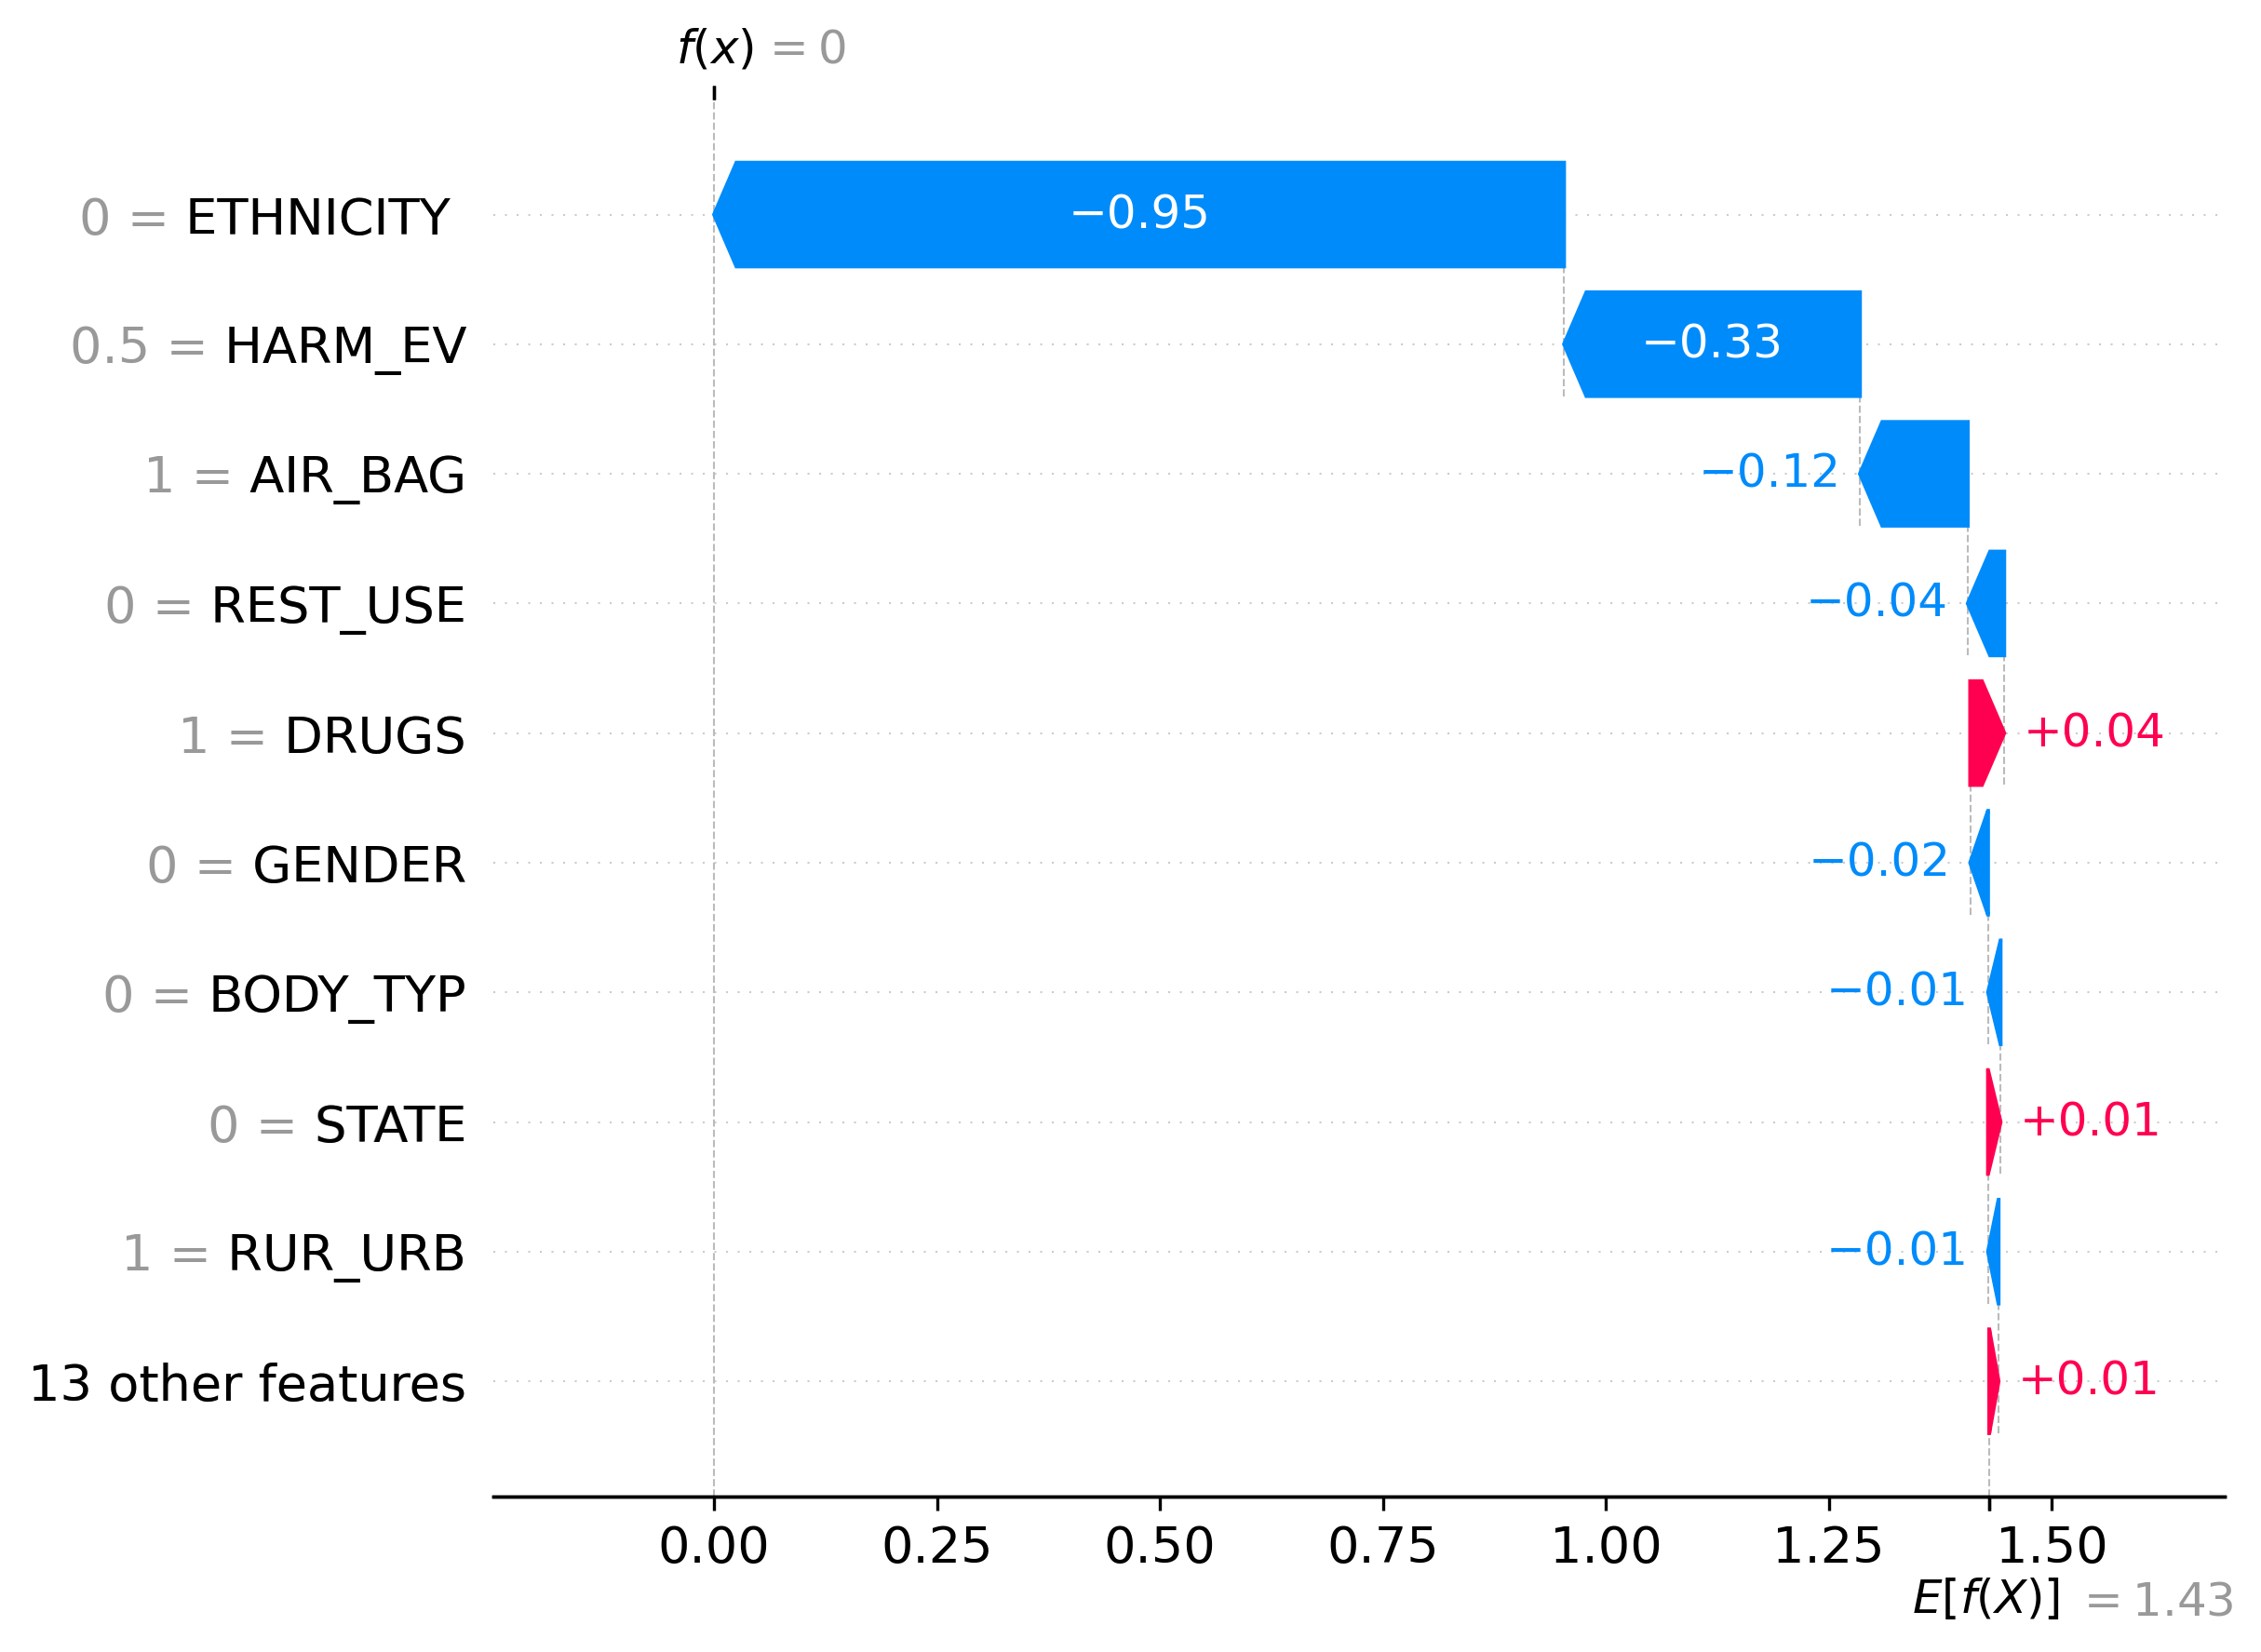 f(x) = 0
0 = ETHNICITY
−0.95
0.5 = HARM_EV
−0.33
1 = AIR_BAG
−0.12
0 = REST_USE
−0.04
1 = DRUGS
+0.04
0 = GENDER
−0.02
0 = BODY_TYP
−0.01
0 = STATE
+0.01
1 = RUR_URB
−0.01
13 other features
+0.01
0.00 0.25 0.50 0.75 1.00 1.25 1.50
E[f(X)] = 1.43